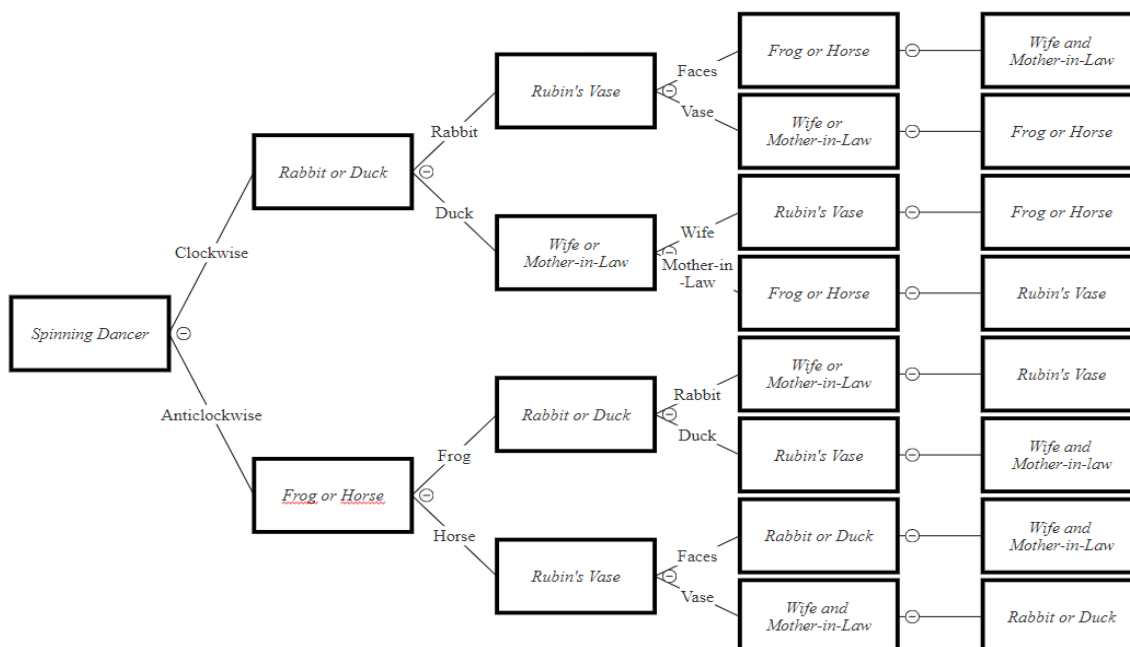 Frog or Horse
Wife and
Mother-in-Law
Faces
Rubin's Vase
Vase
Wife or
Mother-in-Law
Frog or Horse
Rabbit
Rabbit or Duck
Duck
Rubin's Vase
Frog or Horse
Wife
Wife or
Mother-in-Law
Mother-in
-Law
Clockwise
Frog or Horse
Rubin's Vase
Spinning Dancer
Wife or
Mother-in-Law
Rubin's Vase
Rabbit
Anticlockwise
Rabbit or Duck
Duck
Rubin's Vase
Wife and
Mother-in-law
Frog
Frog or Horse
Horse
Rabbit or Duck
Wife and
Mother-in-Law
Faces
Rubin's Vase
Vase
Wife and
Mother-in-Law
Rabbit or Duck